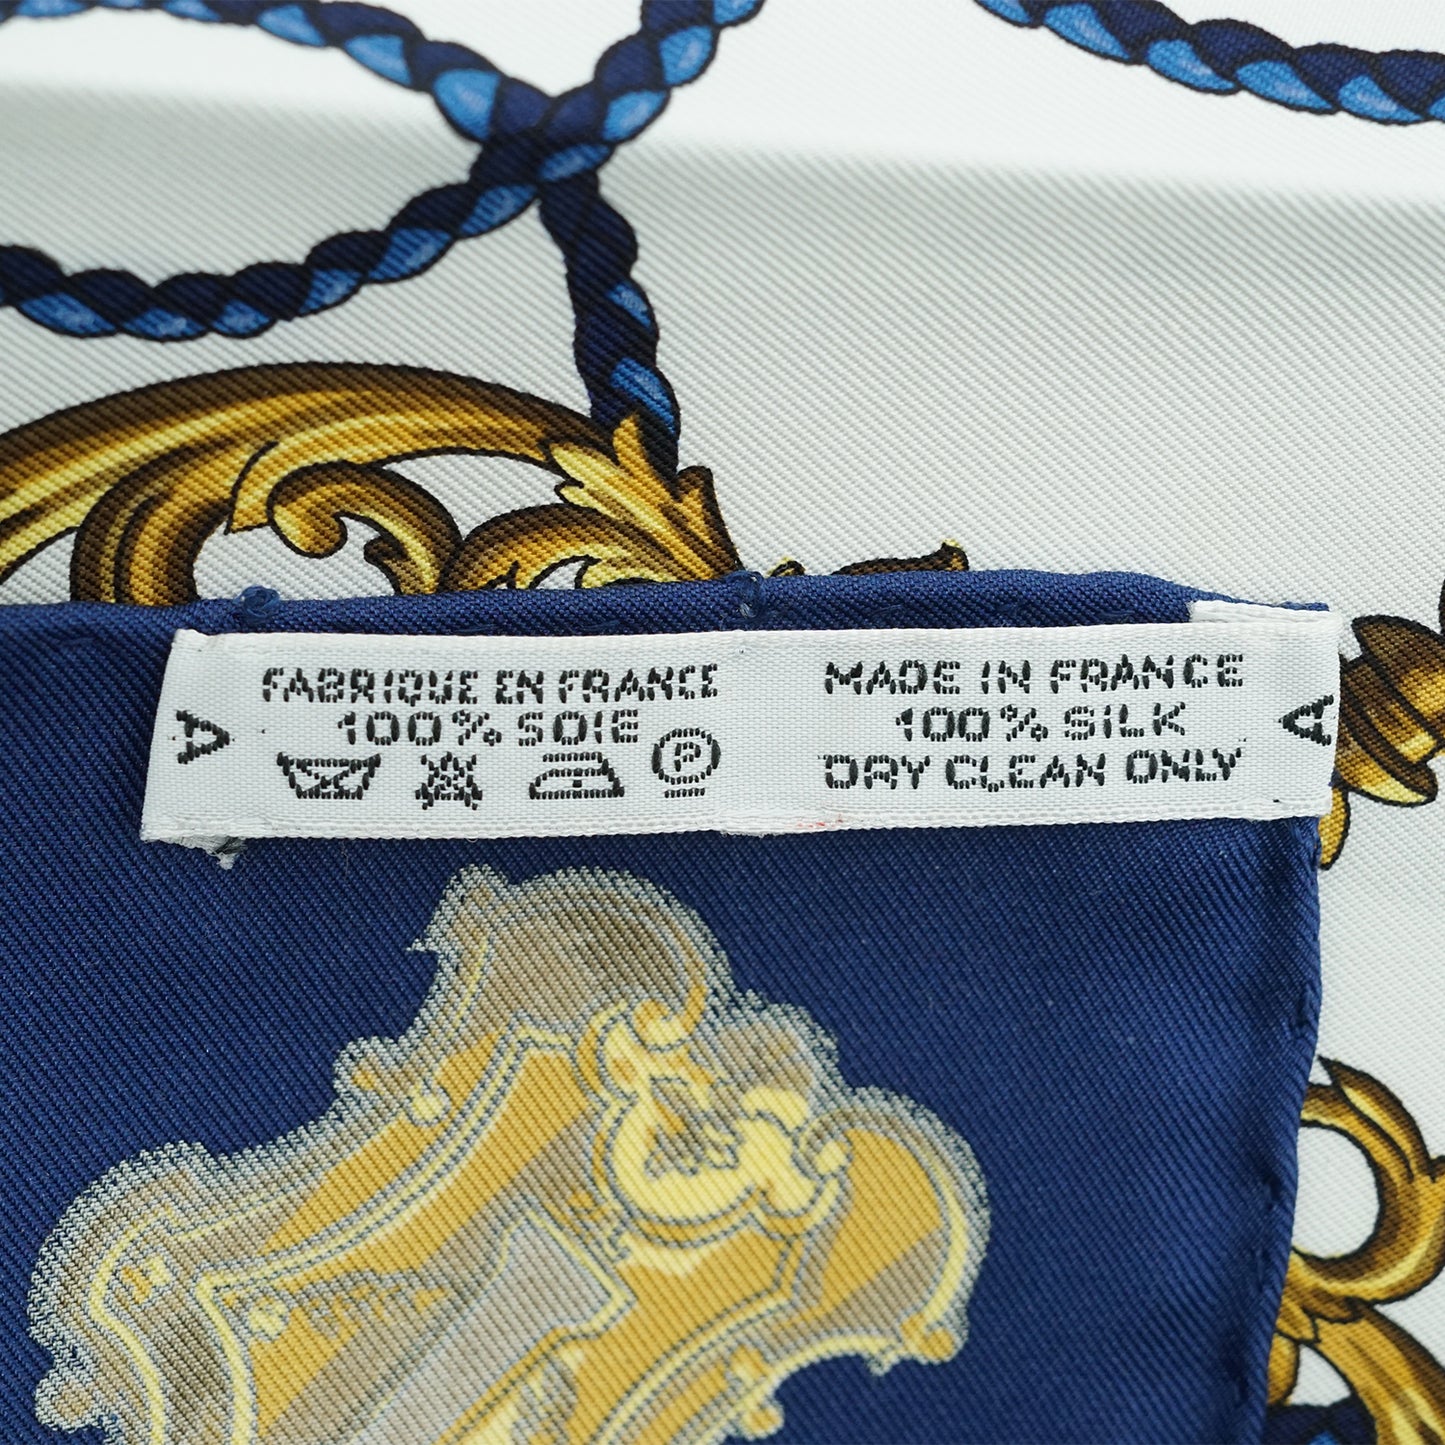 FABRIQUE EN FRANCE
100% SOIE
P
A
MADE IN FRANCE
100% SILK
DRY CLEAN ONLY
A